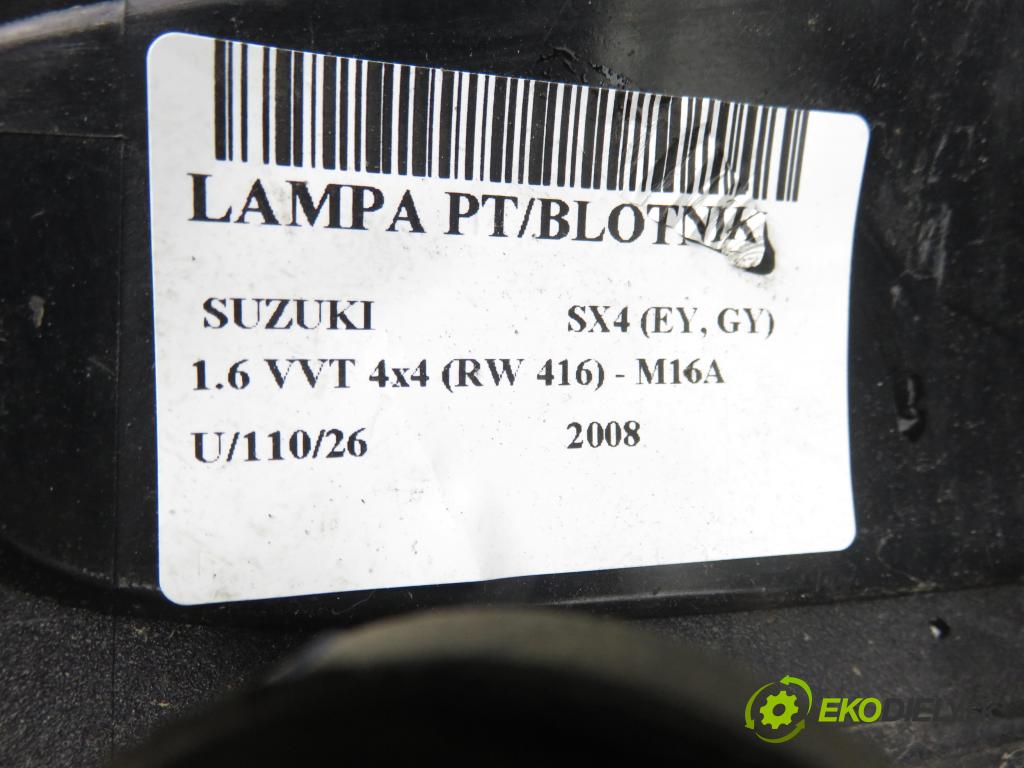 LAMPA PT/BLOTNIK
SUZUKI SX4 (EY, GY)
1.6 VVT 4x4 (RW 416) - M16A
U/110/26 2008
EKODIELY